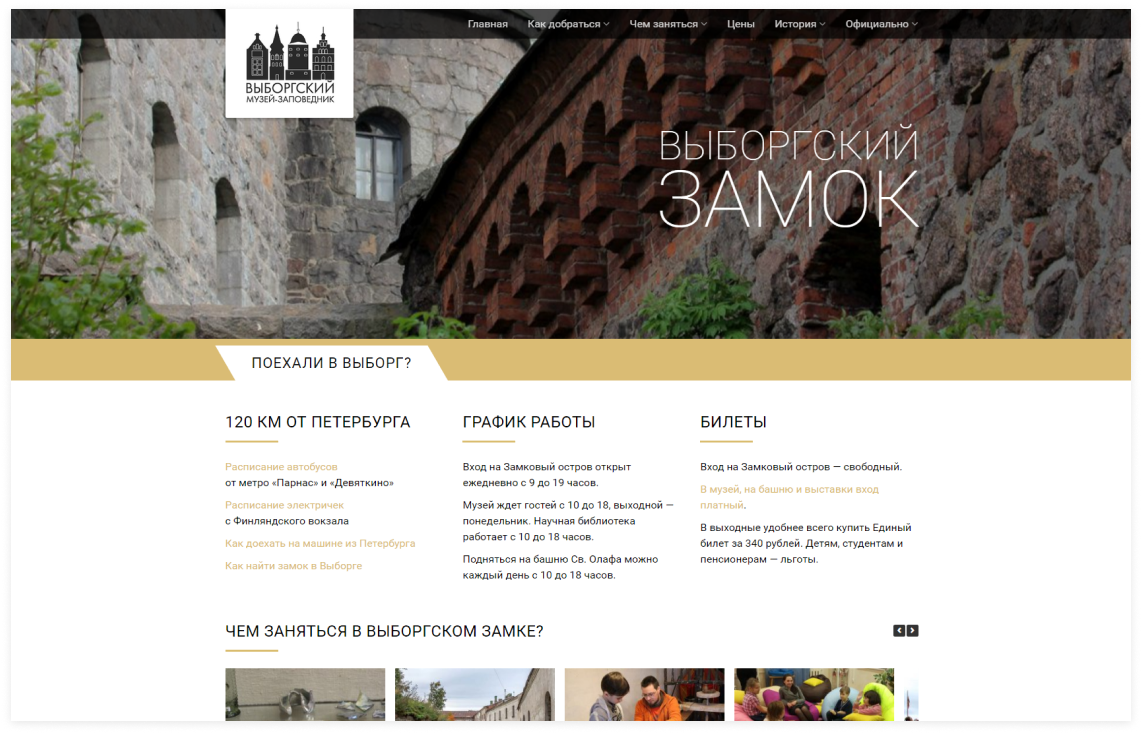 Главная Как добраться Чем заняться Цены История Официально
ВЫБОРГСКИЙ
МУЗЕЙ-ЗАПОВЕДНИК
ВЫБОРГСКИЙ
ЗАМОК
ПОЕХАЛИ В ВЫБОРГ?
120 КМ ОТ ПЕТЕРБУРГА
Расписание автобусов
от метро «Парнас» и «Девяткино»
Расписание электричек
с Финляндского вокзала
Как доехать на машине из Петербурга
Как найти замок в Выборге
ГРАФИК РАБОТЫ
Вход на Замковый остров открыт
ежедневно с 9 до 19 часов.
Музей ждет гостей с 10 до 18, выходной —
понедельник. Научная библиотека
работает с 10 до 18 часов.
Подняться на башню Св. Олафа можно
каждый день с 10 до 18 часов.
БИЛЕТЫ
Вход на Замковый остров — свободный.
В музей, на башню и выставки вход
платный.
В выходные удобнее всего купить Единый
билет за 340 рублей. Детям, студентам и
пенсионерам — льготы.
ЧЕМ ЗАНЯТЬСЯ В ВЫБОРГСКОМ ЗАМКЕ?